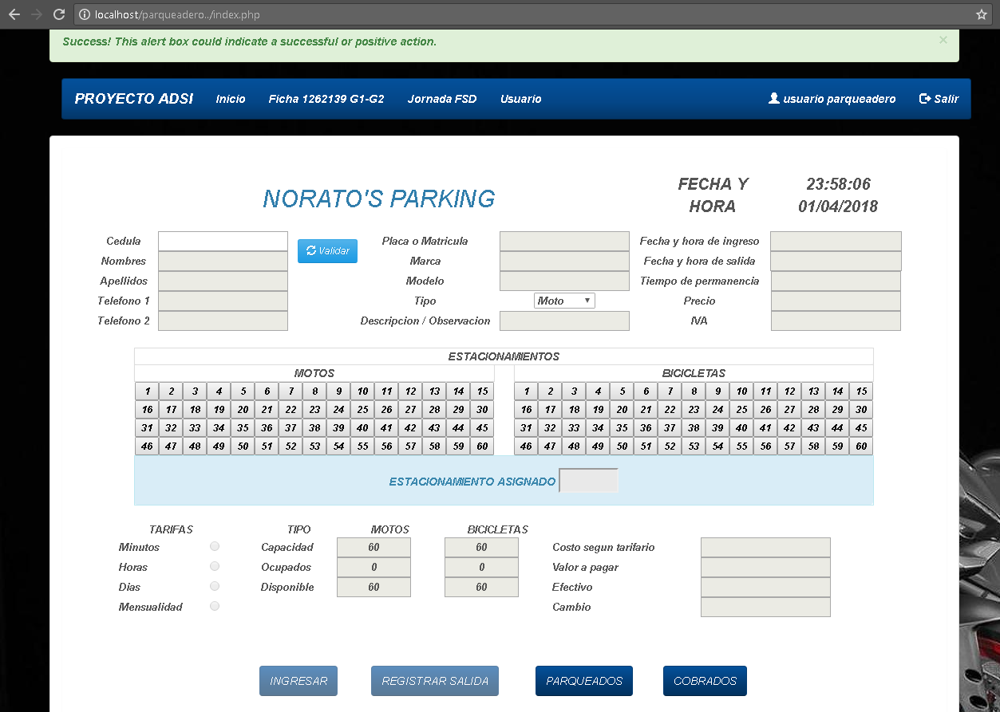 localhost/parqueadero../index.php
Success! This alert box could indicate a successful or positive action. ×
PROYECTO ADSI Inicio Ficha 1262139 G1-G2 Jornada FSD Usuario usuario parqueadero Salir
NORATO'S PARKING
FECHA Y HORA
23:58:06
01/04/2018
Cedula Validar Placa o Matricula Fecha y hora de ingreso
Nombres Marca Fecha y hora de salida
Apellidos Modelo Tiempo de permanencia
Telefono 1 Tipo Moto Precio
Telefono 2 Descripcion / Observacion IVA
ESTACIONAMIENTOS
MOTOS BICICLETAS
1 2 3 4 5 6 7 8 9 10 11 12 13 14 15 1 2 3 4 5 6 7 8 9 10 11 12 13 14 15
16 17 18 19 20 21 22 23 24 25 26 27 28 29 30 16 17 18 19 20 21 22 23 24 25 26 27 28 29 30
31 32 33 34 35 36 37 38 39 40 41 42 43 44 45 31 32 33 34 35 36 37 38 39 40 41 42 43 44 45
46 47 48 49 50 51 52 53 54 55 56 57 58 59 60 46 47 48 49 50 51 52 53 54 55 56 57 58 59 60
ESTACIONAMIENTO ASIGNADO
TARIFAS TIPO MOTOS BICICLETAS
Minutos Capacidad 60 60 Costo segun tarifario
Horas Ocupados 0 0 Valor a pagar
Dias Disponible 60 60 Efectivo
Mensualidad Cambio
INGRESAR REGISTRAR SALIDA PARQUEADOS COBRADOS